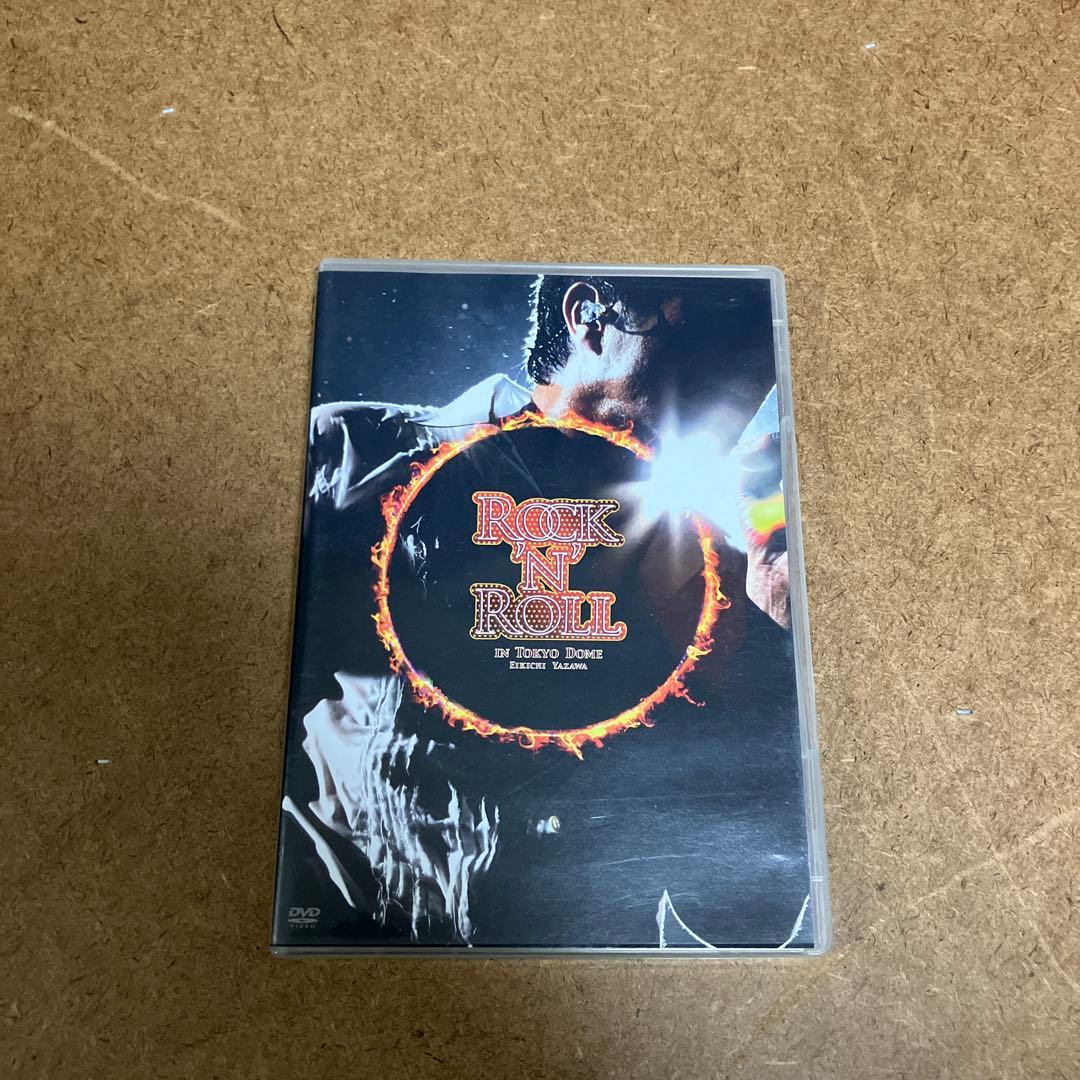 ROCK
'N'
ROLL
IN TOKYO DOME
EIKICHI YAZAWA
DVD
VIDEO